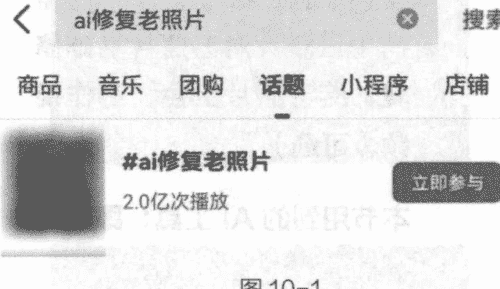 ai修复老照片 搜索
商品 音乐 团购 话题 小程序 店铺
#ai修复老照片
2.0亿次播放
立即参与
图 10-1